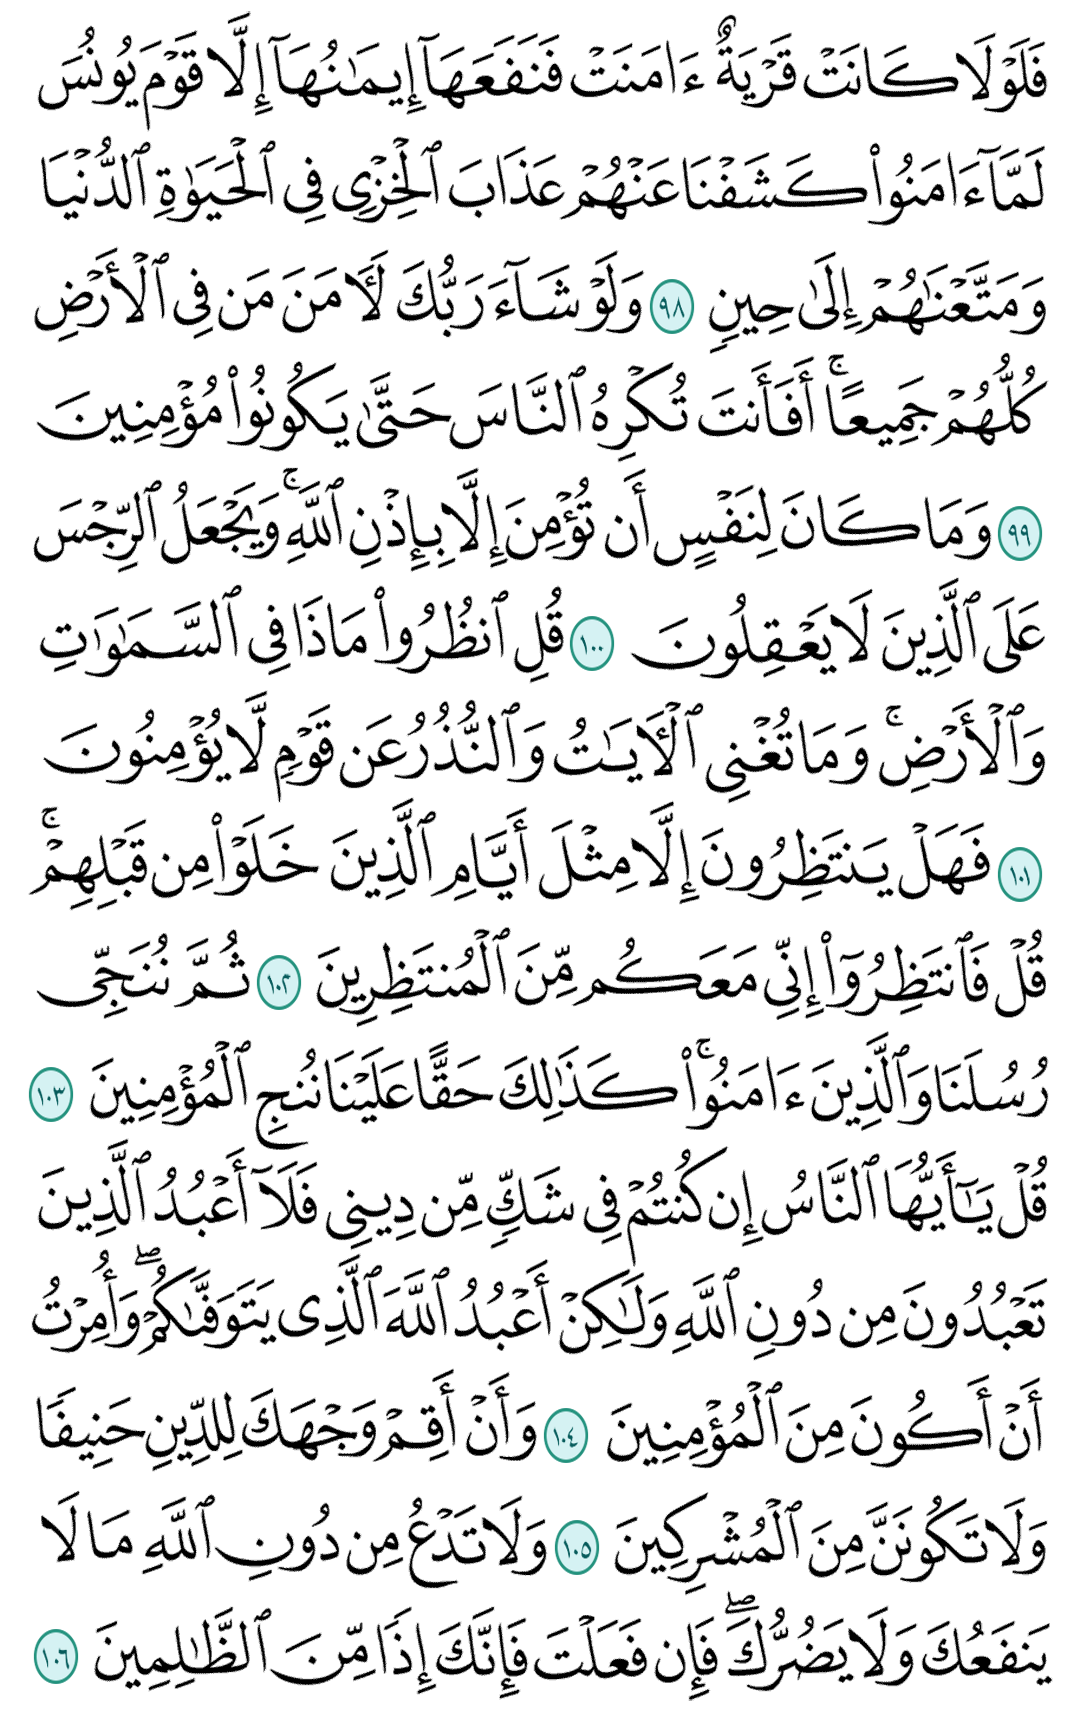 فَلَوْلَا كَانَتْ قَرْيَةٌ ءَامَنَتْ فَنَفَعَهَآ إِيمَٰنُهَآ إِلَّا قَوْمَ يُونُسَ
لَمَّآ ءَامَنُوا۟ كَشَفْنَا عَنْهُمْ عَذَابَ ٱلْخِزْىِ فِى ٱلْحَيَوٰةِ ٱلدُّنْيَا
وَمَتَّعْنَٰهُمْ إِلَىٰ حِينٍ ٩٨ وَلَوْ شَآءَ رَبُّكَ لَـَٔامَنَ مَن فِى ٱلْأَرْضِ
كُلُّهُمْ جَمِيعًا ۚ أَفَأَنتَ تُكْرِهُ ٱلنَّاسَ حَتَّىٰ يَكُونُوا۟ مُؤْمِنِينَ
٩٩ وَمَا كَانَ لِنَفْسٍ أَن تُؤْمِنَ إِلَّا بِإِذْنِ ٱللَّهِ ۚ وَيَجْعَلُ ٱلرِّجْسَ
عَلَى ٱلَّذِينَ لَا يَعْقِلُونَ ١٠٠ قُلِ ٱنظُرُوا۟ مَاذَا فِى ٱلسَّمَٰوَٰتِ
وَٱلْأَرْضِ ۚ وَمَا تُغْنِى ٱلْـَٔايَٰتُ وَٱلنُّذُرُ عَن قَوْمٍ لَّا يُؤْمِنُونَ
١٠١ فَهَلْ يَنتَظِرُونَ إِلَّا مِثْلَ أَيَّامِ ٱلَّذِينَ خَلَوْا۟ مِن قَبْلِهِمْ ۚ
قُلْ فَٱنتَظِرُوٓا۟ إِنِّى مَعَكُم مِّنَ ٱلْمُنتَظِرِينَ ١٠٢ ثُمَّ نُنَجِّى
رُسُلَنَا وَٱلَّذِينَ ءَامَنُوا۟ ۚ كَذَٰلِكَ حَقًّا عَلَيْنَا نُنجِ ٱلْمُؤْمِنِينَ ١٠٣
قُلْ يَٰٓأَيُّهَا ٱلنَّاسُ إِن كُنتُمْ فِى شَكٍّ مِّن دِينِى فَلَآ أَعْبُدُ ٱلَّذِينَ
تَعْبُدُونَ مِن دُونِ ٱللَّهِ وَلَٰكِنْ أَعْبُدُ ٱللَّهَ ٱلَّذِى يَتَوَفَّىٰكُمْ ۖ وَأُمِرْتُ
أَنْ أَكُونَ مِنَ ٱلْمُؤْمِنِينَ ١٠٤ وَأَنْ أَقِمْ وَجْهَكَ لِلدِّينِ حَنِيفًا
وَلَا تَكُونَنَّ مِنَ ٱلْمُشْرِكِينَ ١٠٥ وَلَا تَدْعُ مِن دُونِ ٱللَّهِ مَا لَا
يَنفَعُكَ وَلَا يَضُرُّكَ ۖ فَإِن فَعَلْتَ فَإِنَّكَ إِذًا مِّنَ ٱلظَّٰلِمِينَ ١٠٦